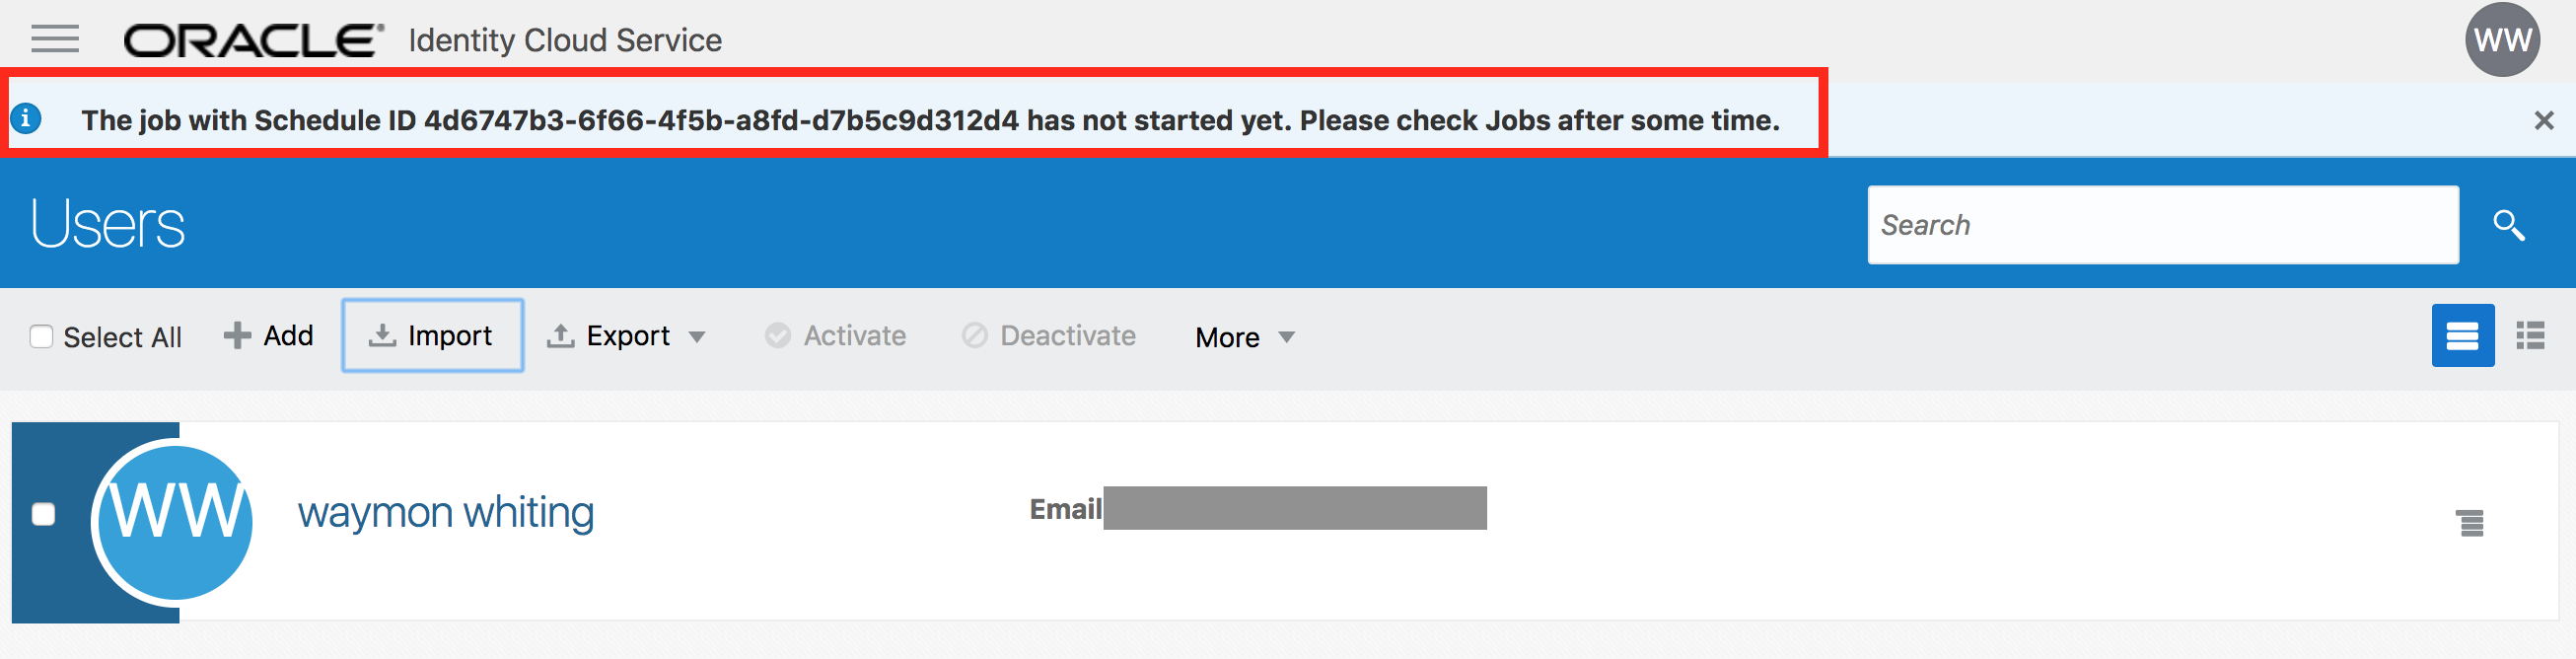 ORACLE® Identity Cloud Service
WW
i
The job with Schedule ID 4d6747b3-6f66-4f5b-a8fd-d7b5c9d312d4 has not started yet. Please check Jobs after some time.
Users
Search
Select All Add Import Export Activate Deactivate More
WW
waymon whiting
Email